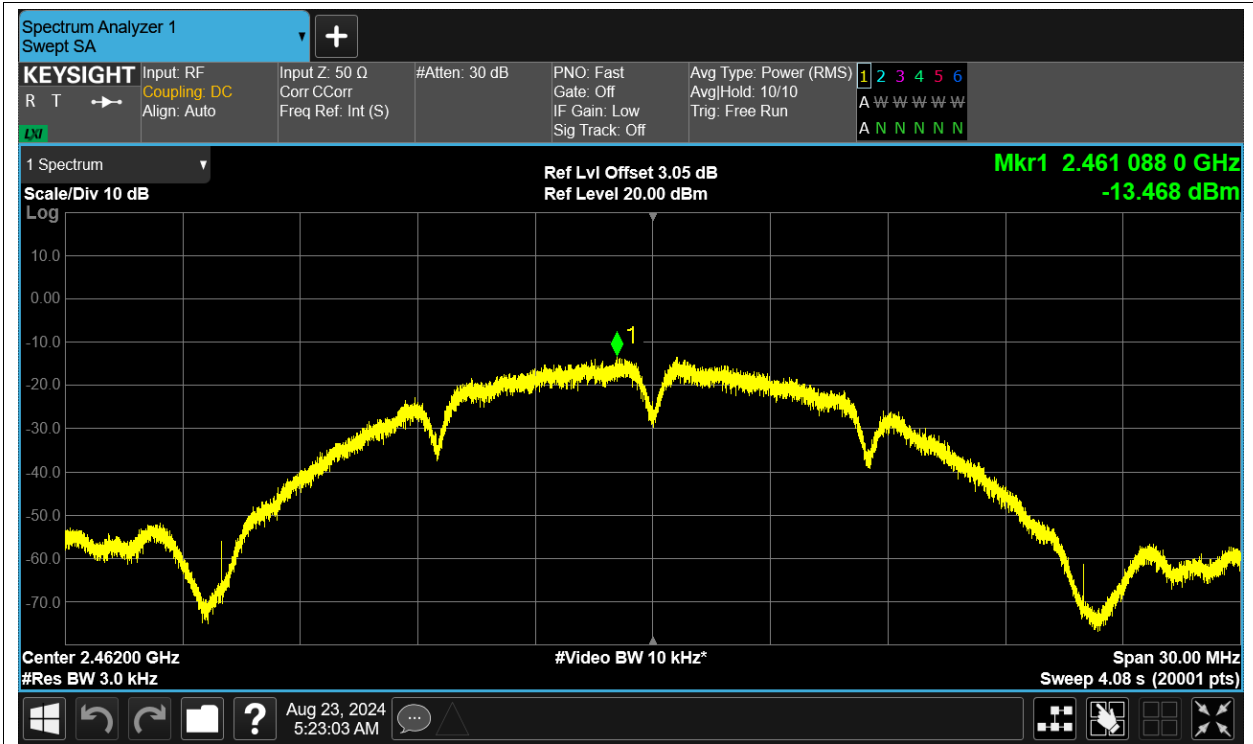 Spectrum Analyzer 1
Swept SA
KEYSIGHT
R T
LXI
Input: RF
Coupling: DC
Align: Auto
Input Z: 50 Ω
Corr CCorr
Freq Ref: Int (S)
#Atten: 30 dB
PNO: Fast
Gate: Off
IF Gain: Low
Sig Track: Off
Avg Type: Power (RMS)
Avg|Hold: 10/10
Trig: Free Run
1 2 3 4 5 6
A W W W W W
A N N N N N
1 Spectrum
Scale/Div 10 dB
Log
Ref Lvl Offset 3.05 dB
Ref Level 20.00 dBm
Mkr1 2.461 088 0 GHz
-13.468 dBm
10.0
0.00
-10.0
-20.0
-30.0
-40.0
-50.0
-60.0
-70.0
1
Center 2.46200 GHz
#Res BW 3.0 kHz
#Video BW 10 kHz*
Span 30.00 MHz
Sweep 4.08 s (20001 pts)
?
Aug 23, 2024
5:23:03 AM